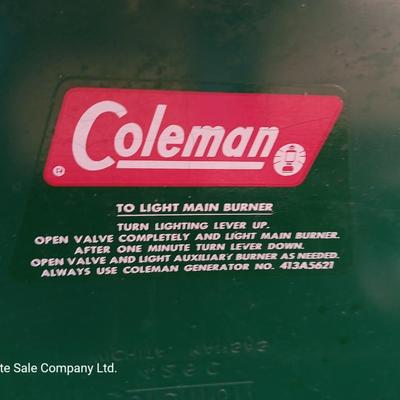 Coleman
R
TO LIGHT MAIN BURNER
TURN LIGHTING LEVER UP.
OPEN VALVE COMPLETELY AND LIGHT MAIN BURNER.
AFTER ONE MINUTE TURN LEVER DOWN.
OPEN VALVE AND LIGHT AUXILIARY BURNER AS NEEDED.
ALWAYS USE COLEMAN GENERATOR NO. 413A5621
te Sale Company Ltd.